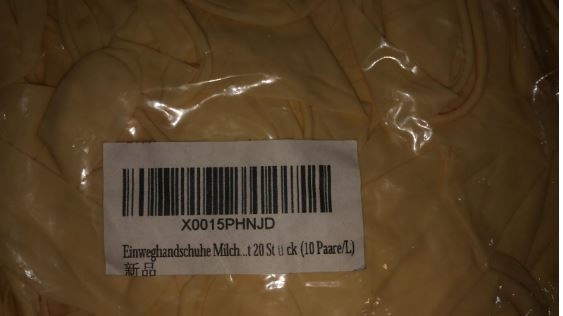 X0015PHNJD
Einweghandschuhe Milch...t 20 St ü ck (10 Paare/L)
新品